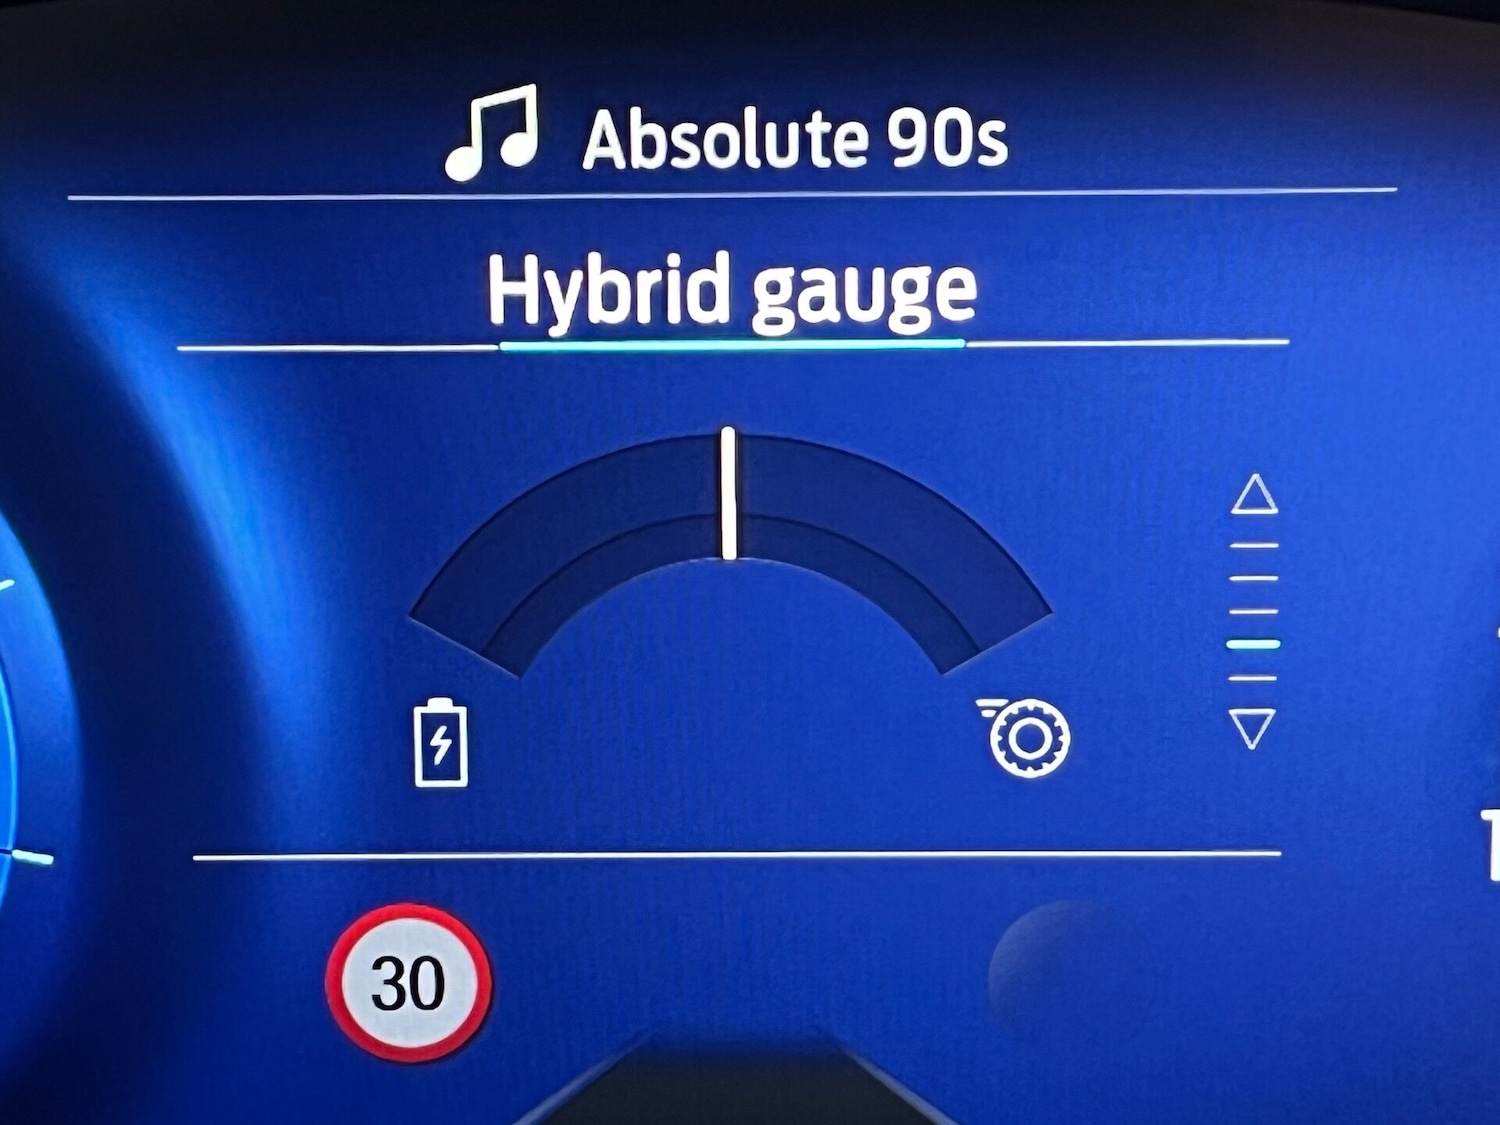 Absolute 90s
Hybrid gauge
30